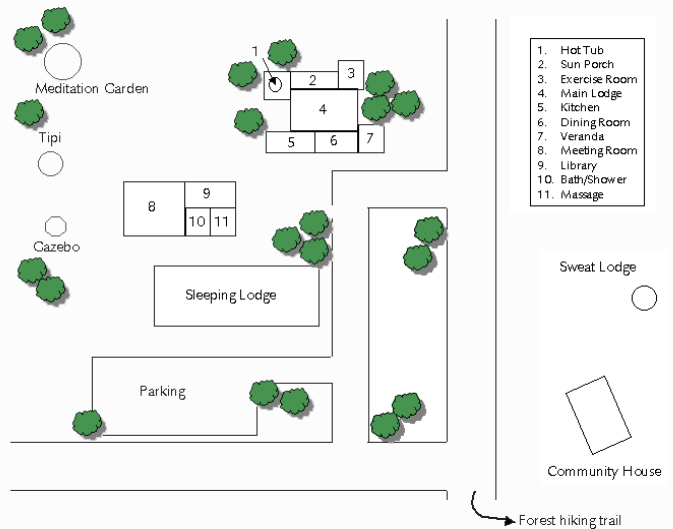 1
2
3
4
5
6
7
Meditation Garden
Tipi
8
9
10
11
Gazebo
Sleeping Lodge
Parking
1. Hot Tub
2. Sun Porch
3. Exercise Room
4. Main Lodge
5. Kitchen
6. Dining Room
7. Veranda
8. Meeting Room
9. Library
10. Bath/Shower
11. Massage
Sweat Lodge
Community House
Forest hiking trail